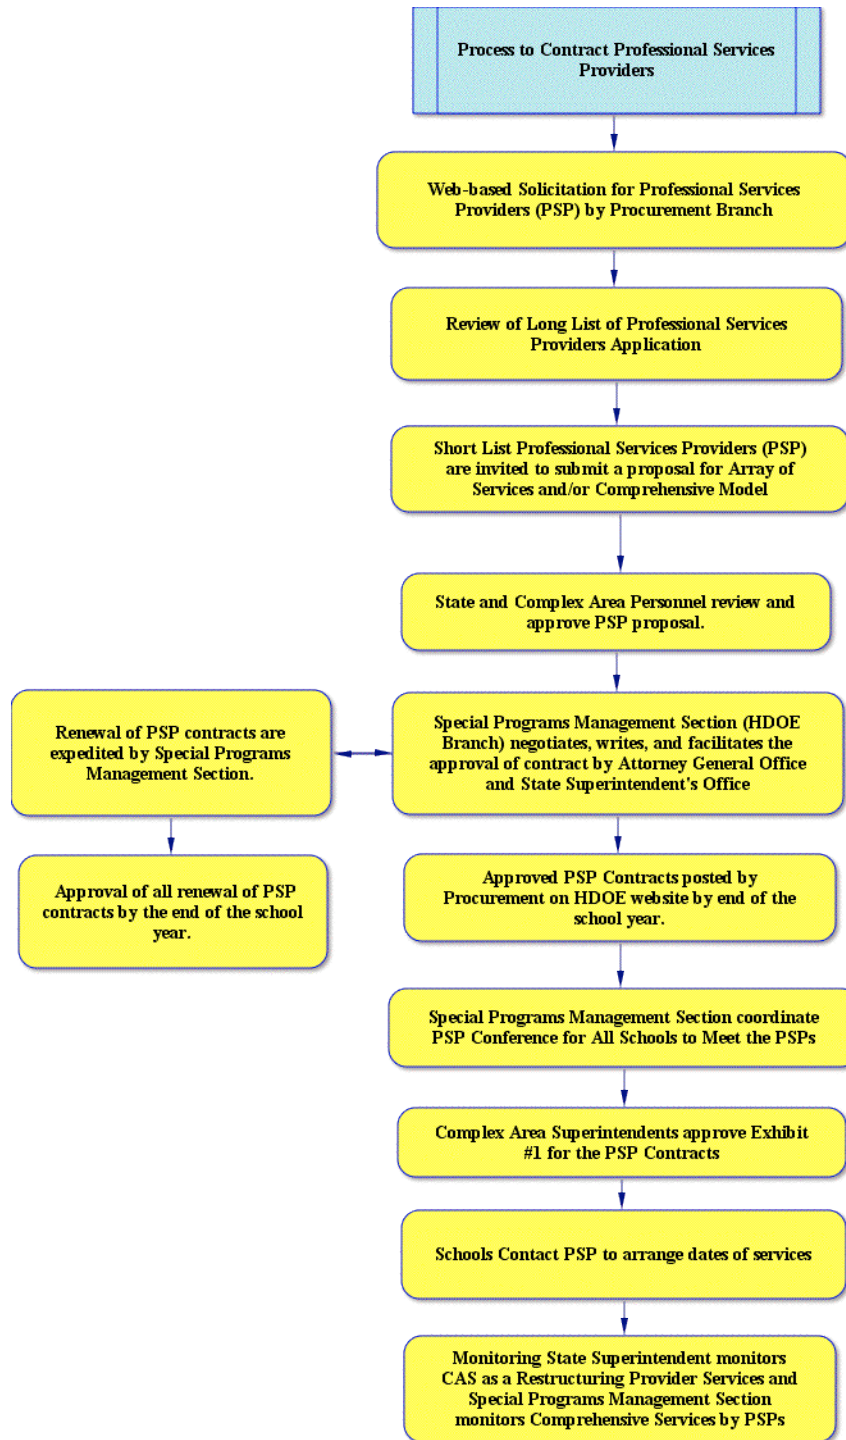 Process to Contract Professional Services
Providers
Web-based Solicitation for Professional Services
Providers (PSP) by Procurement Branch
Review of Long List of Professional Services
Providers Application
Short List Professional Services Providers (PSP)
are invited to submit a proposal for Array of
Services and/or Comprehensive Model
State and Complex Area Personnel review and
approve PSP proposal.
Special Programs Management Section (HDOE
Branch) negotiates, writes, and facilitates the
approval of contract by Attorney General Office
and State Superintendent's Office
Renewal of PSP contracts are
expedited by Special Programs
Management Section.
Approval of all renewal of PSP
contracts by the end of the school
year.
Approved PSP Contracts posted by
Procurement on HDOE website by end of the
school year.
Special Programs Management Section coordinate
PSP Conference for All Schools to Meet the PSPs
Complex Area Superintendents approve Exhibit
#1 for the PSP Contracts
Schools Contact PSP to arrange dates of services
Monitoring State Superintendent monitors
CAS as a Restructuring Provider Services and
Special Programs Management Section
monitors Comprehensive Services by PSPs